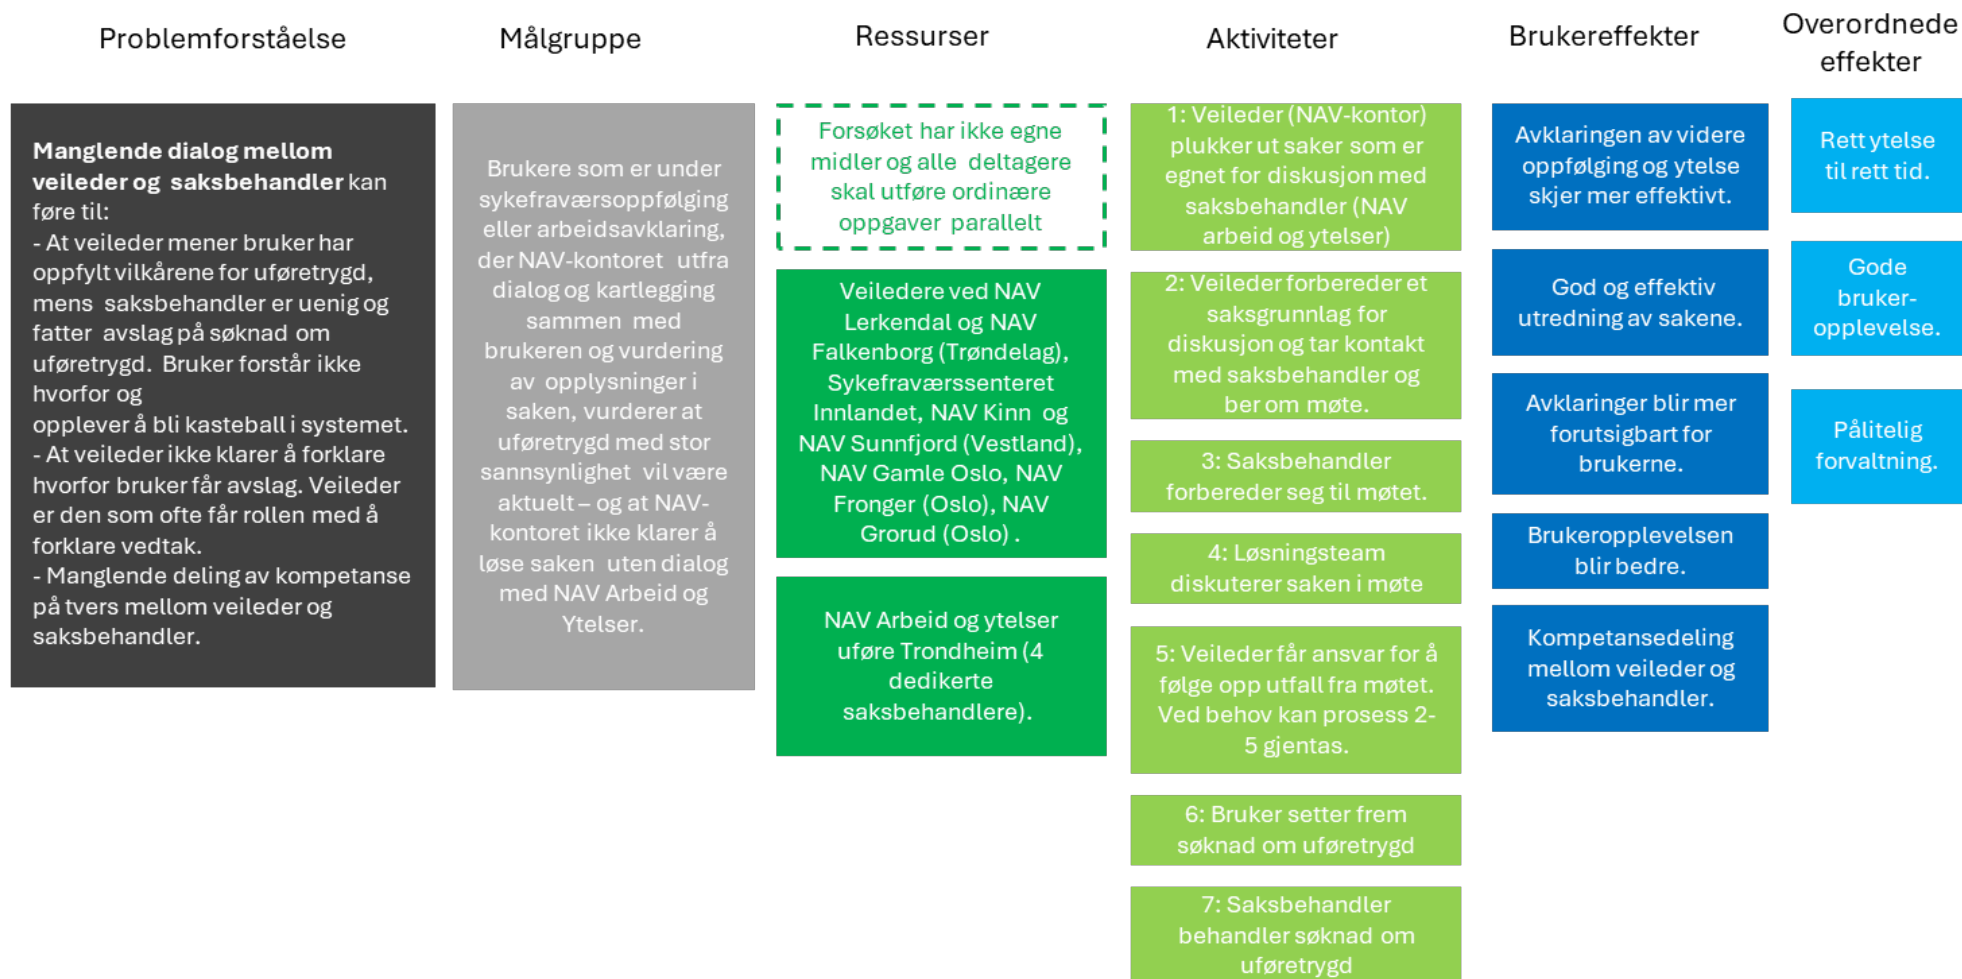 Problemforståelse
Manglende dialog mellom
veileder og saksbehandler kan
føre til:
- At veileder mener bruker har
oppfylt vilkårene for uføretrygd,
mens saksbehandler er uenig og
fatter avslag på søknad om
uføretrygd. Bruker forstår ikke
hvorfor og
opplever å bli kasteball i systemet.
- At veileder ikke klarer å forklare
hvorfor bruker får avslag. Veileder
er den som ofte får rollen med å
forklare vedtak.
- Manglende deling av kompetanse
på tvers mellom veileder og
saksbehandler.
Målgruppe
Brukere som er under
sykefraværsoppfølging
eller arbeidsavklaring,
der NAV-kontoret utfra
dialog og kartlegging
sammen med
brukeren og vurdering
av opplysninger i
saken, vurderer at
uføretrygd med stor
sannsynlighet vil være
aktuelt – og at NAV-
kontoret ikke klarer å
løse saken uten dialog
med NAV Arbeid og
Ytelser.
Ressurser
Forsøket har ikke egne
midler og alle deltagere
skal utføre ordinære
oppgaver parallelt
Veiledere ved NAV
Lerkendal og NAV
Falkenborg (Trøndelag),
Sykefraværssenteret
Innlandet, NAV Kinn og
NAV Sunnfjord (Vestland),
NAV Gamle Oslo, NAV
Fronger (Oslo), NAV
Grorud (Oslo) .
NAV Arbeid og ytelser
uføre Trondheim (4
dedikerte
saksbehandlere).
Aktiviteter
1: Veileder (NAV-kontor)
plukker ut saker som er
egnet for diskusjon med
saksbehandler (NAV
arbeid og ytelser)
2: Veileder forbereder et
saksgrunnlag for
diskusjon og tar kontakt
med saksbehandler og
ber om møte.
3: Saksbehandler
forbereder seg til møtet.
4: Løsningsteam
diskuterer saken i møte
5: Veileder får ansvar for å
følge opp utfall fra møtet.
Ved behov kan prosess 2-
5 gjentas.
6: Bruker setter frem
søknad om uføretrygd
7: Saksbehandler
behandler søknad om
uføretrygd
Brukereffekter
Avklaringen av videre
oppfølging og ytelse
skjer mer effektivt.
God og effektiv
utredning av sakene.
Avklaringer blir mer
forutsigbart for
brukerne.
Brukeropplevelsen
blir bedre.
Kompetansedeling
mellom veileder og
saksbehandler.
Overordnede
effekter
Rett ytelse
til rett tid.
Gode
bruker-
opplevelse.
Pålitelig
forvaltning.